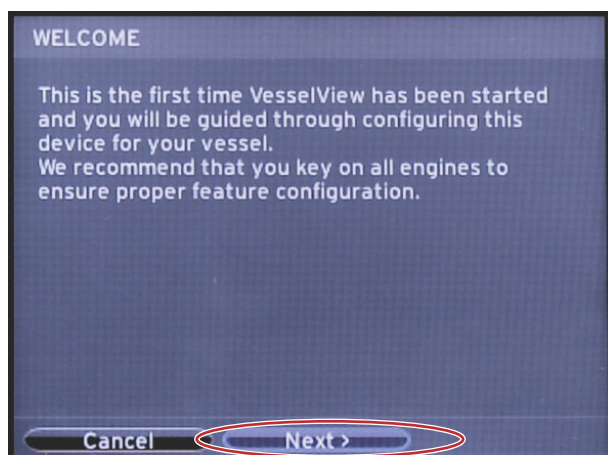 WELCOME
This is the first time VesselView has been started
and you will be guided through configuring this
device for your vessel.
We recommend that you key on all engines to
ensure proper feature configuration.
Cancel
Next >